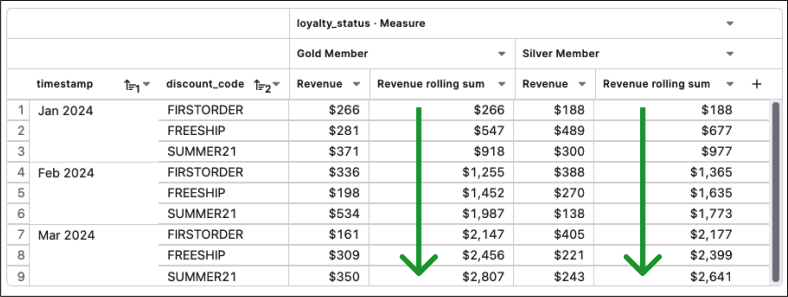 loyalty_status · Measure
Gold Member Silver Member
timestamp 1 discount_code 2 Revenue Revenue rolling sum Revenue Revenue rolling sum +
1 Jan 2024 FIRSTORDER $266 $266 $188 $188
2 FREESHIP $281 $547 $489 $677
3 SUMMER21 $371 $918 $300 $977
4 Feb 2024 FIRSTORDER $336 $1,255 $388 $1,365
5 FREESHIP $198 $1,452 $270 $1,635
6 SUMMER21 $534 $1,987 $138 $1,773
7 Mar 2024 FIRSTORDER $161 $2,147 $405 $2,177
8 FREESHIP $309 $2,456 $221 $2,399
9 SUMMER21 $350 $2,807 $243 $2,641